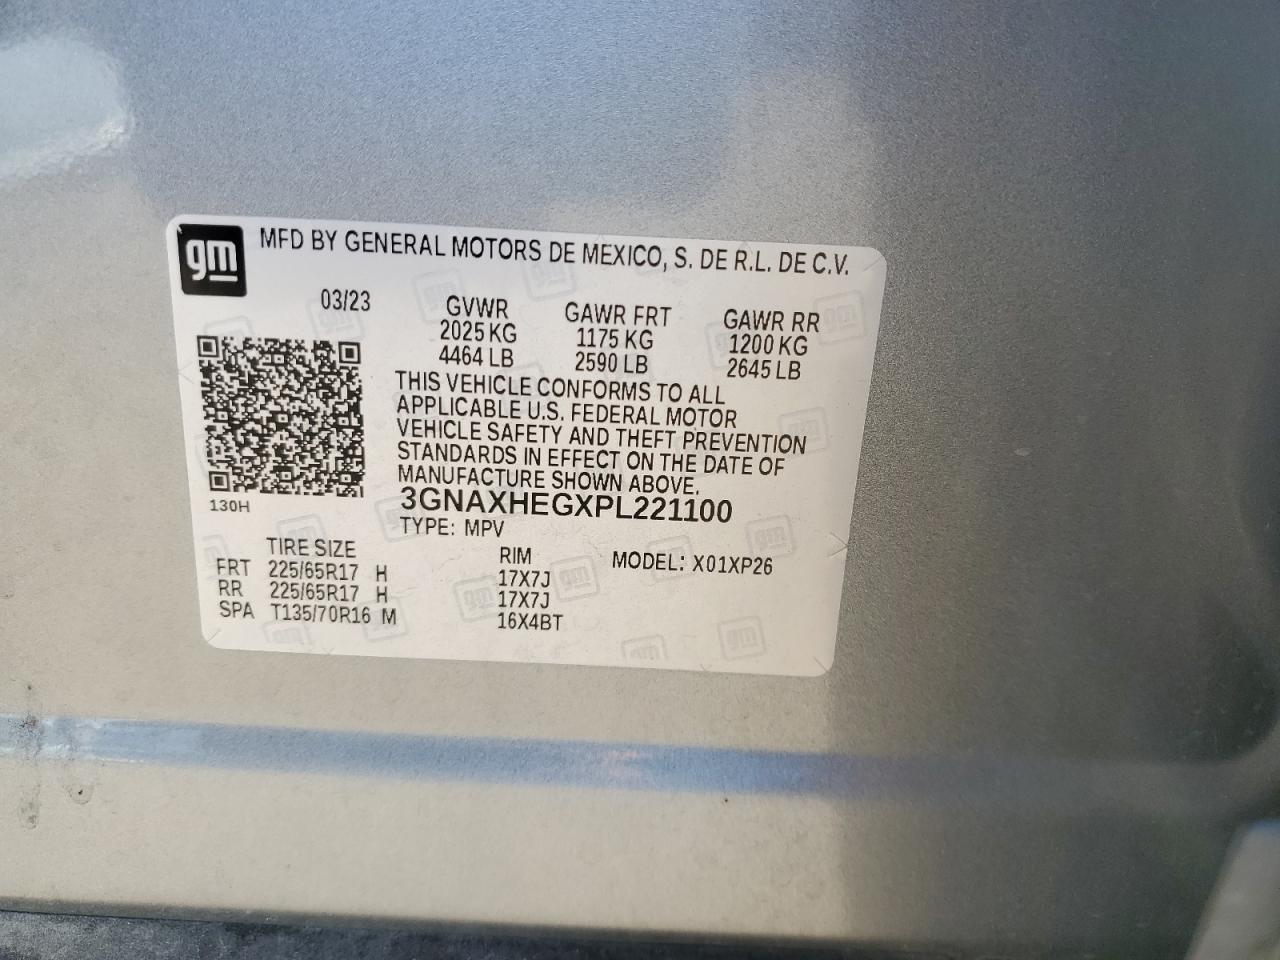 gm MFD BY GENERAL MOTORS DE MEXICO, S. DE R.L. DE C.V.
03/23 GVWR GAWR FRT GAWR RR
2025 KG 1175 KG 1200 KG
4464 LB 2590 LB 2645 LB
THIS VEHICLE CONFORMS TO ALL
APPLICABLE U.S. FEDERAL MOTOR
VEHICLE SAFETY AND THEFT PREVENTION
STANDARDS IN EFFECT ON THE DATE OF
MANUFACTURE SHOWN ABOVE.
130H
3GNAXHEGXPL221100
TYPE: MPV
TIRE SIZE RIM MODEL: X01XP26
FRT 225/65R17 H 17X7J
RR 225/65R17 H 17X7J
SPA T135/70R16 M 16X4BT